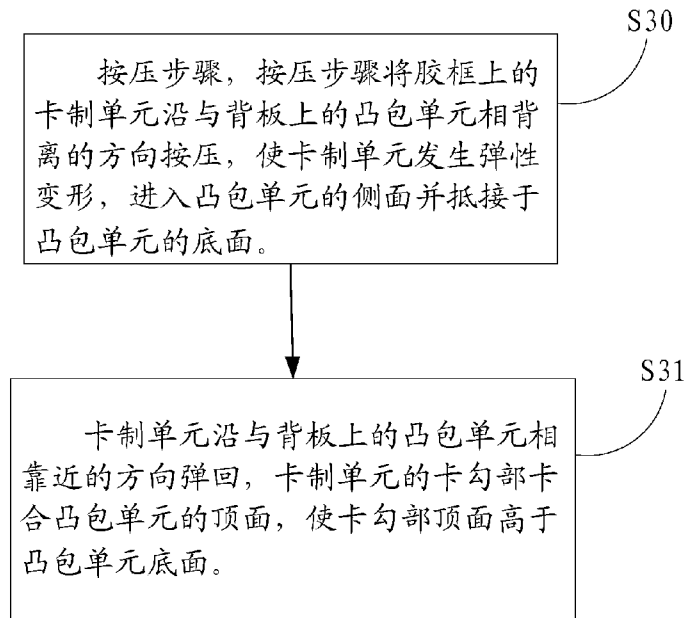 S30
按压步骤，按压步骤将胶框上的
卡制单元沿与背板上的凸包单元相背
离的方向按压，使卡制单元发生弹性
变形，进入凸包单元的侧面并抵接于
凸包单元的底面。
S31
卡制单元沿与背板上的凸包单元相
靠近的方向弹回，卡制单元的卡勾部卡
合凸包单元的顶面，使卡勾部顶面高于
凸包单元底面。